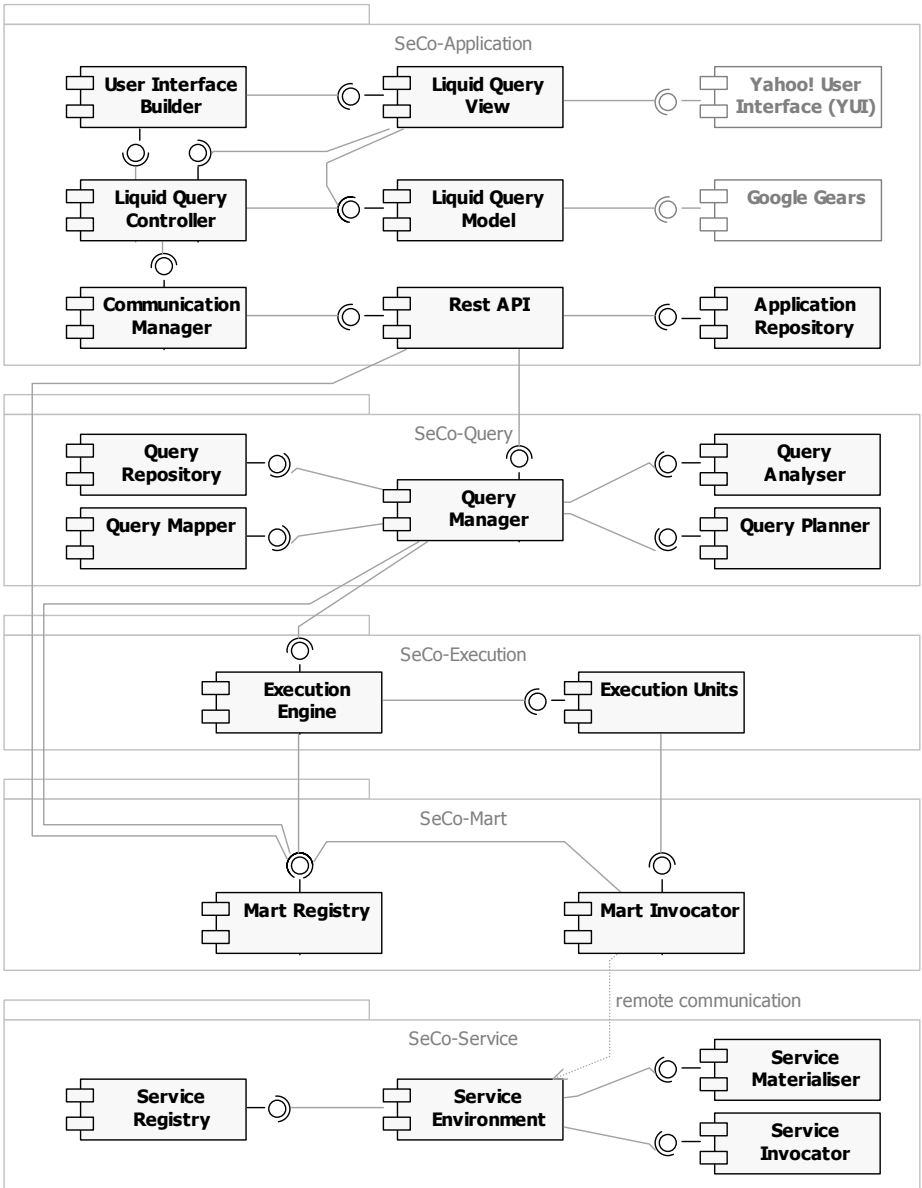 SeCo-Application
User Interface
Builder
Liquid Query
View
Yahoo! User
Interface (YUI)
Liquid Query
Controller
Liquid Query
Model
Google Gears
Communication
Manager
Rest API
Application
Repository
SeCo-Query
Query
Repository
Query
Analyser
Query
Manager
Query Mapper
Query Planner
SeCo-Execution
Execution
Engine
Execution Units
SeCo-Mart
Mart Registry
Mart Invocator
remote communication
SeCo-Service
Service
Registry
Service
Environment
Service
Materialiser
Service
Invocator